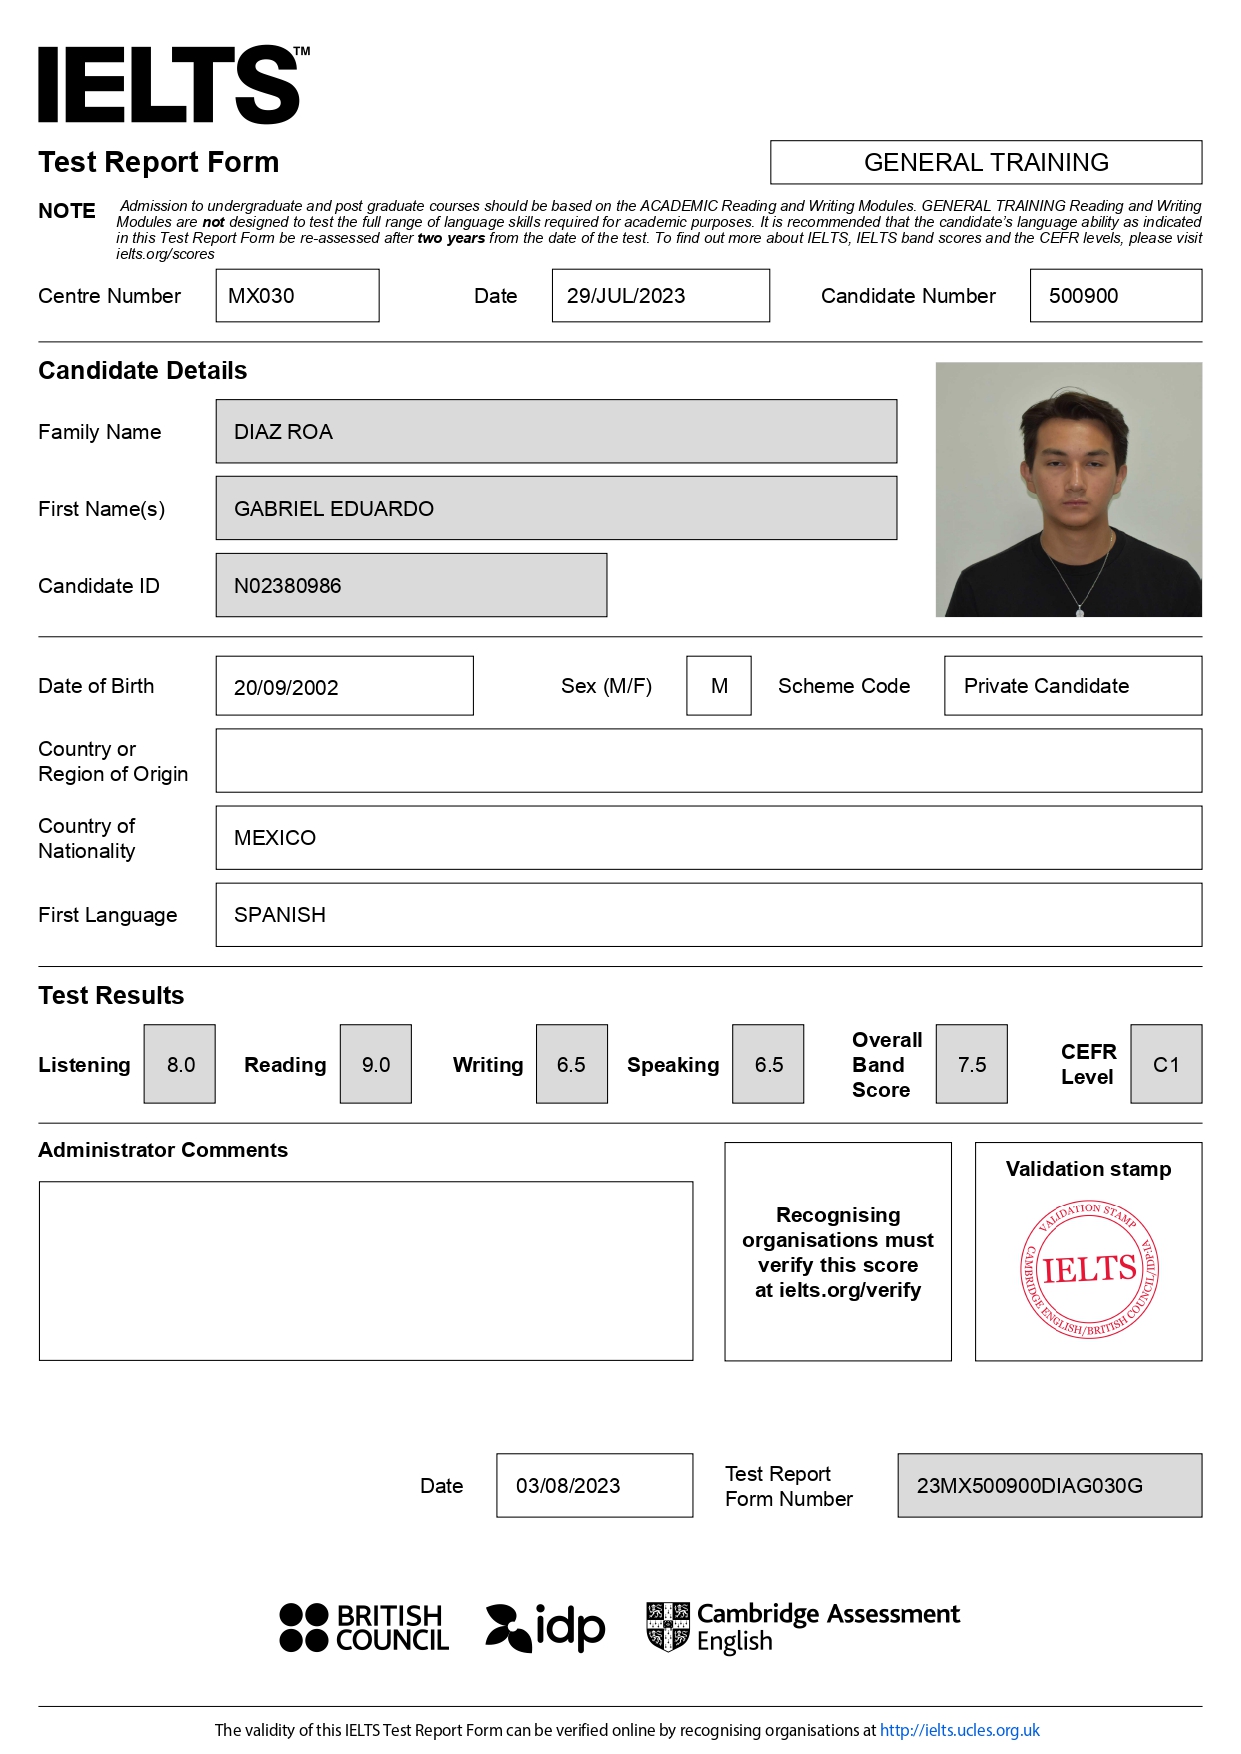 IELTS™
Test Report Form
GENERAL TRAINING
NOTE Admission to undergraduate and post graduate courses should be based on the ACADEMIC Reading and Writing Modules. GENERAL TRAINING Reading and Writing
Modules are not designed to test the full range of language skills required for academic purposes. It is recommended that the candidate's language ability as indicated
in this Test Report Form be re-assessed after two years from the date of the test. To find out more about IELTS, IELTS band scores and the CEFR levels, please visit
ielts.org/scores
Centre Number MX030 Date 29/JUL/2023 Candidate Number 500900
Candidate Details
Family Name DIAZ ROA
First Name(s) GABRIEL EDUARDO
Candidate ID N02380986
Date of Birth 20/09/2002 Sex (M/F) M Scheme Code Private Candidate
Country or
Region of Origin
Country of
Nationality
MEXICO
First Language SPANISH
Test Results
Listening 8.0 Reading 9.0 Writing 6.5 Speaking 6.5
Overall
Band
Score
7.5
CEFR
Level
C1
Administrator Comments
Recognising
organisations must
verify this score
at ielts.org/verify
Validation stamp
VALIDATION STAMP
IELTS
CAMBRIDGE ENGLISH/BRITISH COUNCIL/IDP:IA
Date 03/08/2023
Test Report
Form Number
23MX500900DIAG030G
BRITISH
COUNCIL
idp
Cambridge Assessment
English
The validity of this IELTS Test Report Form can be verified online by recognising organisations at http://ielts.ucles.org.uk